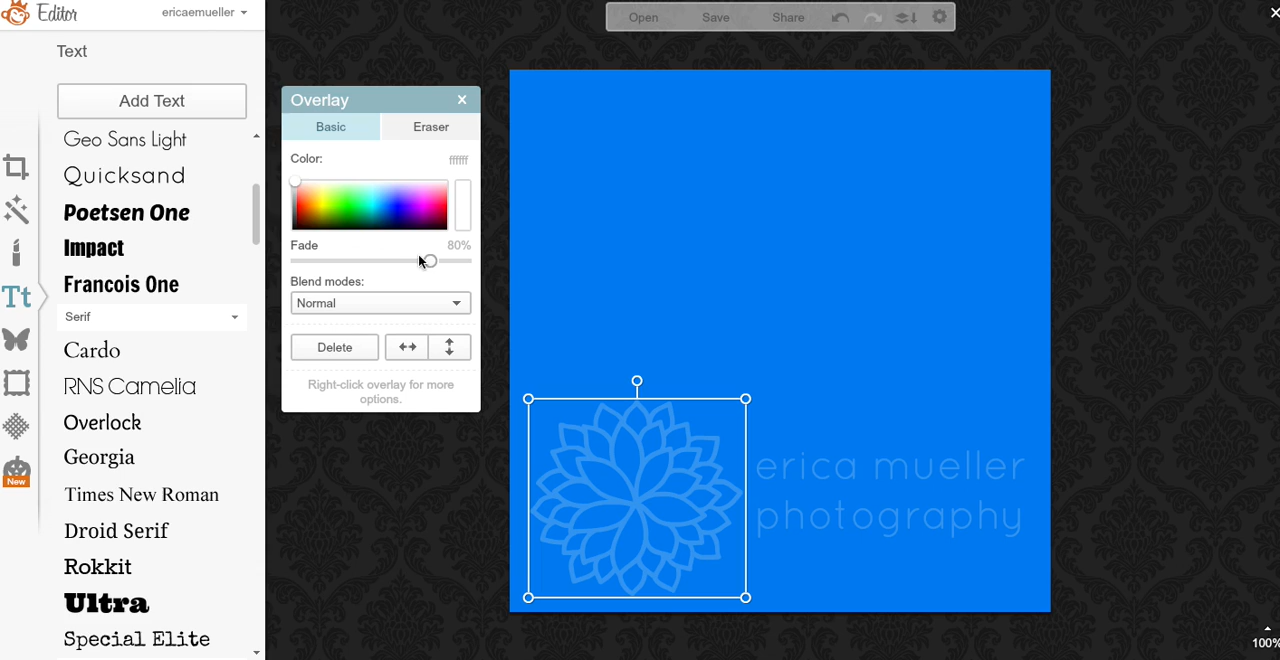 Editor
ericaemueller
Open
Save
Share
Text
Add Text
Geo Sans Light
Quicksand
Poetsen One
Impact
Francois One
Serif
Cardo
RNS Camelia
Overlock
Georgia
Times New Roman
Droid Serif
Rokkit
Ultra
Special Elite
Tt
New
Overlay
Basic
Eraser
Color:
ffffff
Fade
80%
Blend modes:
Normal
Delete
Right-click overlay for more
options.
erica mueller
photography
100%